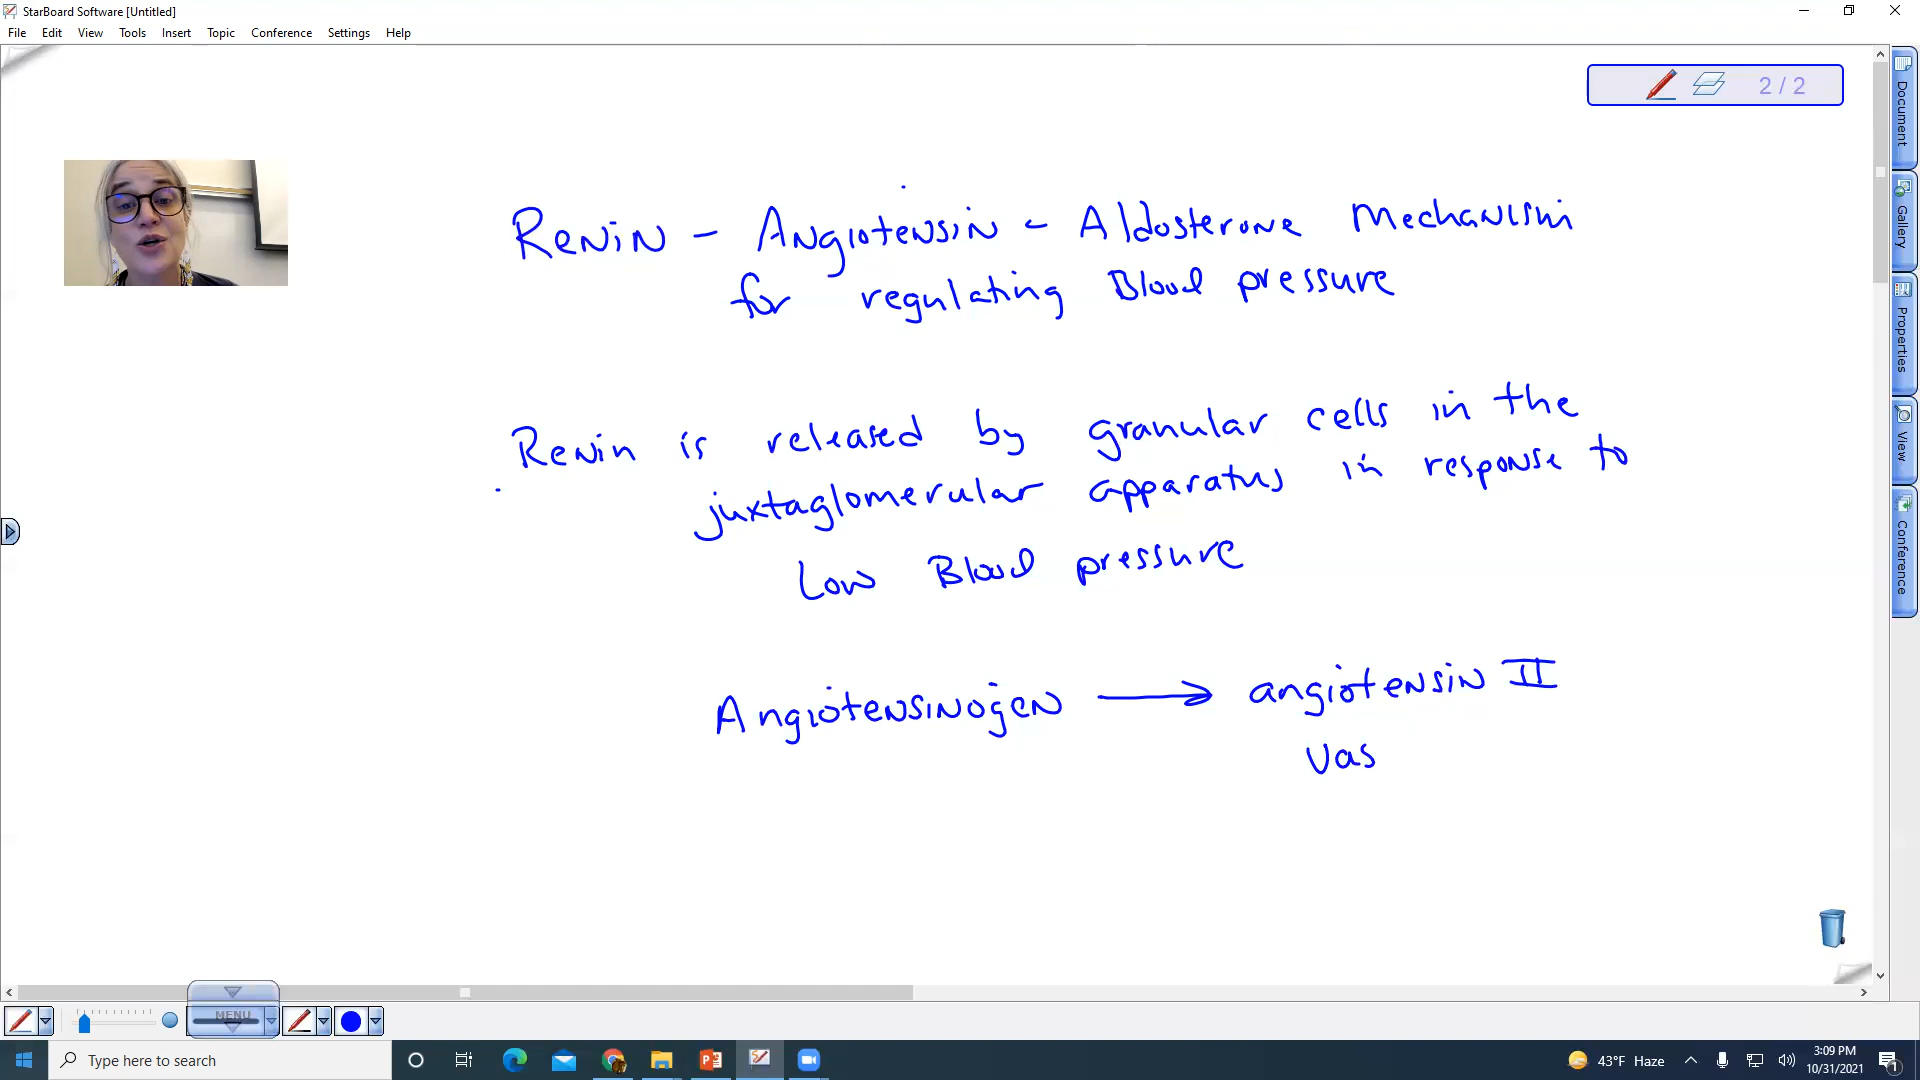 StarBoard Software [Untitled]
File Edit View Tools Insert Topic Conference Settings Help
2 / 2
Document
Gallery
Properties
View
Conference
Renin - Angiotensin - Aldosterone Mechanism
for regulating Blood pressure
Renin is released by granular cells in the
juxtaglomerular apparatus in response to
Low Blood pressure
Angiotensinogen → angiotensin II
Vas
MENU
Type here to search
43°F Haze
3:09 PM
10/31/2021
1